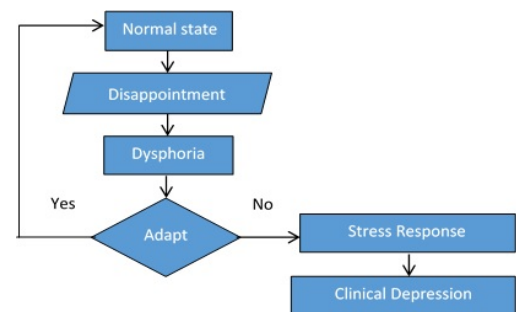 Normal state
Disappointment
Dysphoria
Yes
No
Adapt
Stress Response
Clinical Depression